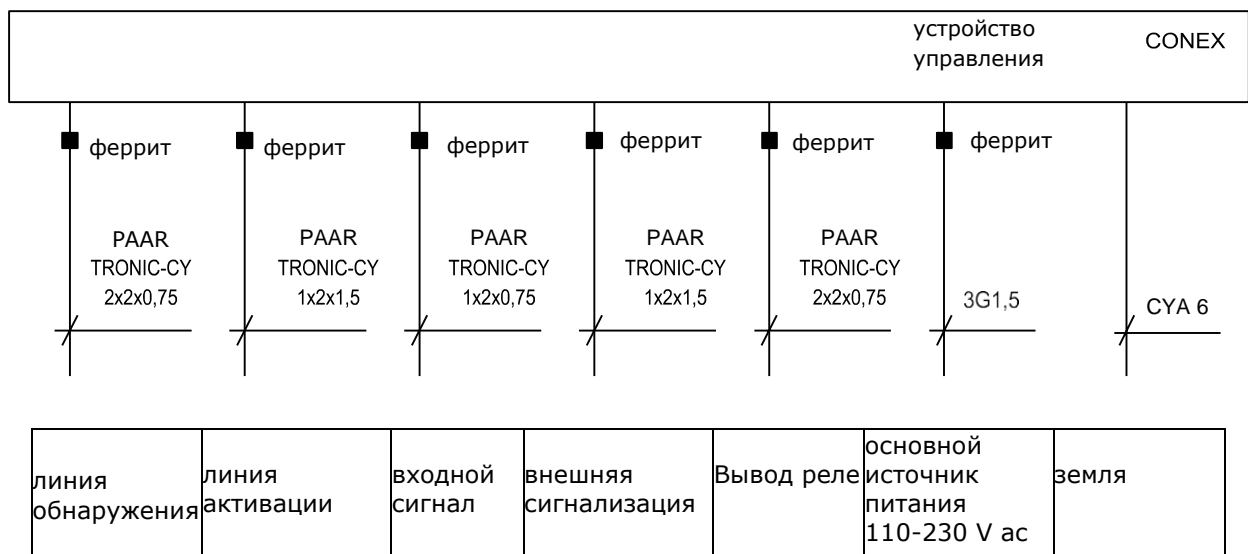 устройство
управления
CONEX
феррит
феррит
феррит
феррит
феррит
феррит
PAAR
TRONIC-CY
2x2x0,75
PAAR
TRONIC-CY
1x2x1,5
PAAR
TRONIC-CY
1x2x0,75
PAAR
TRONIC-CY
1x2x1,5
PAAR
TRONIC-CY
2x2x0,75
3G1,5
CYA 6
линия
обнаружения
линия
активации
входной
сигнал
внешняя
сигнализация
Вывод реле
основной
источник
питания
110-230 V ac
земля